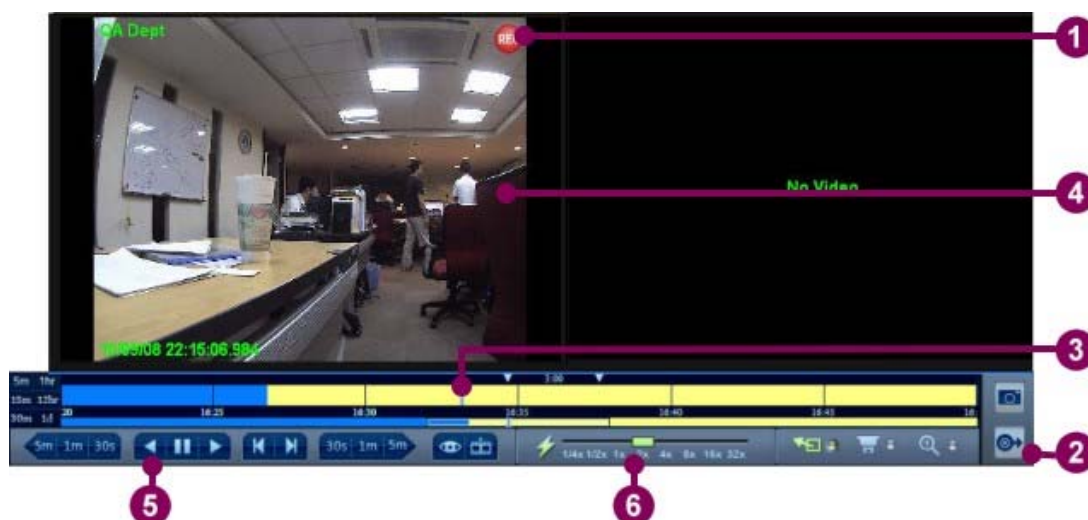 QA Dept
REC
1
4
No Video
22:15:06.984
3
5m 1hr
3:00
15m 12hr
30m 1d
20 16:25 16:30 16:35 16:40 16:45 16:
5m 1m 30s
30s 1m 5m
1/4x 1/2x 1x 2x 4x 8x 16x 32x
2
5
6